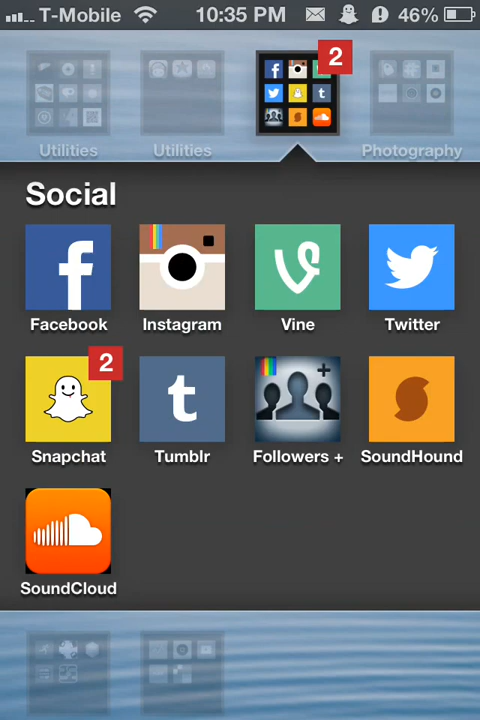 T-Mobile 10:35 PM 46%
2
Utilities Utilities Photography
Social
Facebook Instagram Vine Twitter
2
Snapchat Tumblr Followers + SoundHound
SoundCloud